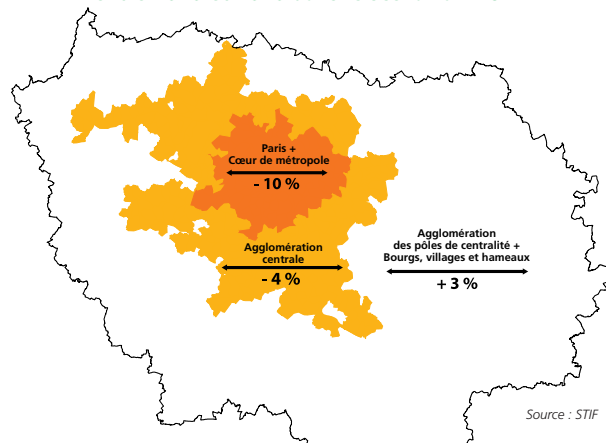 Paris +
Cœur de métropole
- 10 %
Agglomération
centrale
- 4 %
Agglomération
des pôles de centralité +
Bourgs, villages et hameaux
+ 3 %
Source : STIF